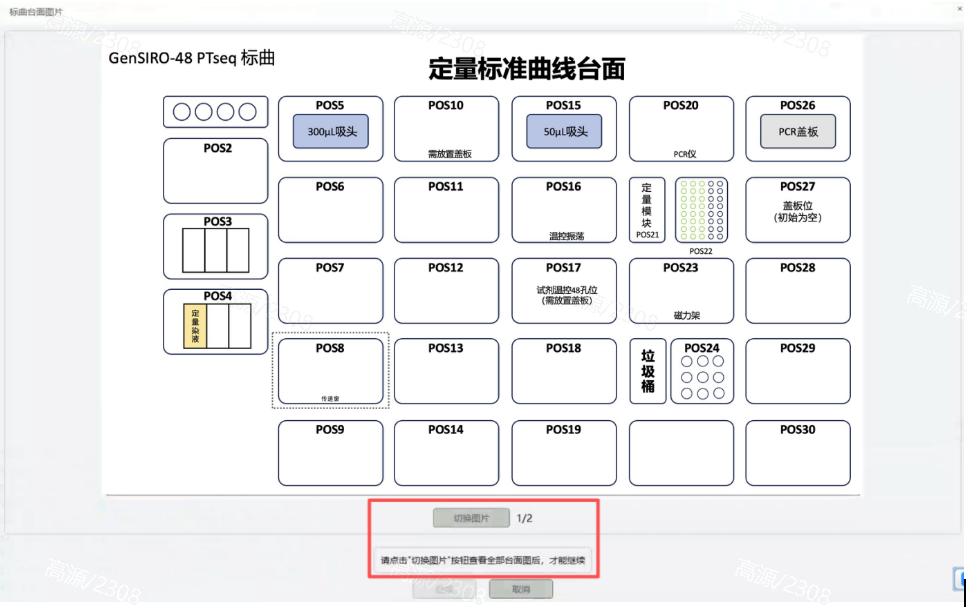 标曲台面图片
×
GenSIRO-48 PTseq 标曲
定量标准曲线台面
POS5
300μL吸头
POS10
需放置盖板
POS15
50μL吸头
POS20
PCR仪
POS26
PCR盖板
POS2
POS6
POS11
POS16
温控振荡
定量模块
POS21
POS22
POS27
盖板位
(初始为空)
POS3
POS7
POS12
POS17
试剂温控48孔位
(需放置盖板)
POS23
磁力架
POS28
POS4
定量染液
POS8
传递窗
POS13
POS18
垃圾桶
POS24
POS29
POS9
POS14
POS19
POS30
切换图片
1/2
请点击"切换图片"按钮查看全部台面图后，才能继续
取消
高源/2308
高源/2308
高源/2308
高源/2308
高源/2308